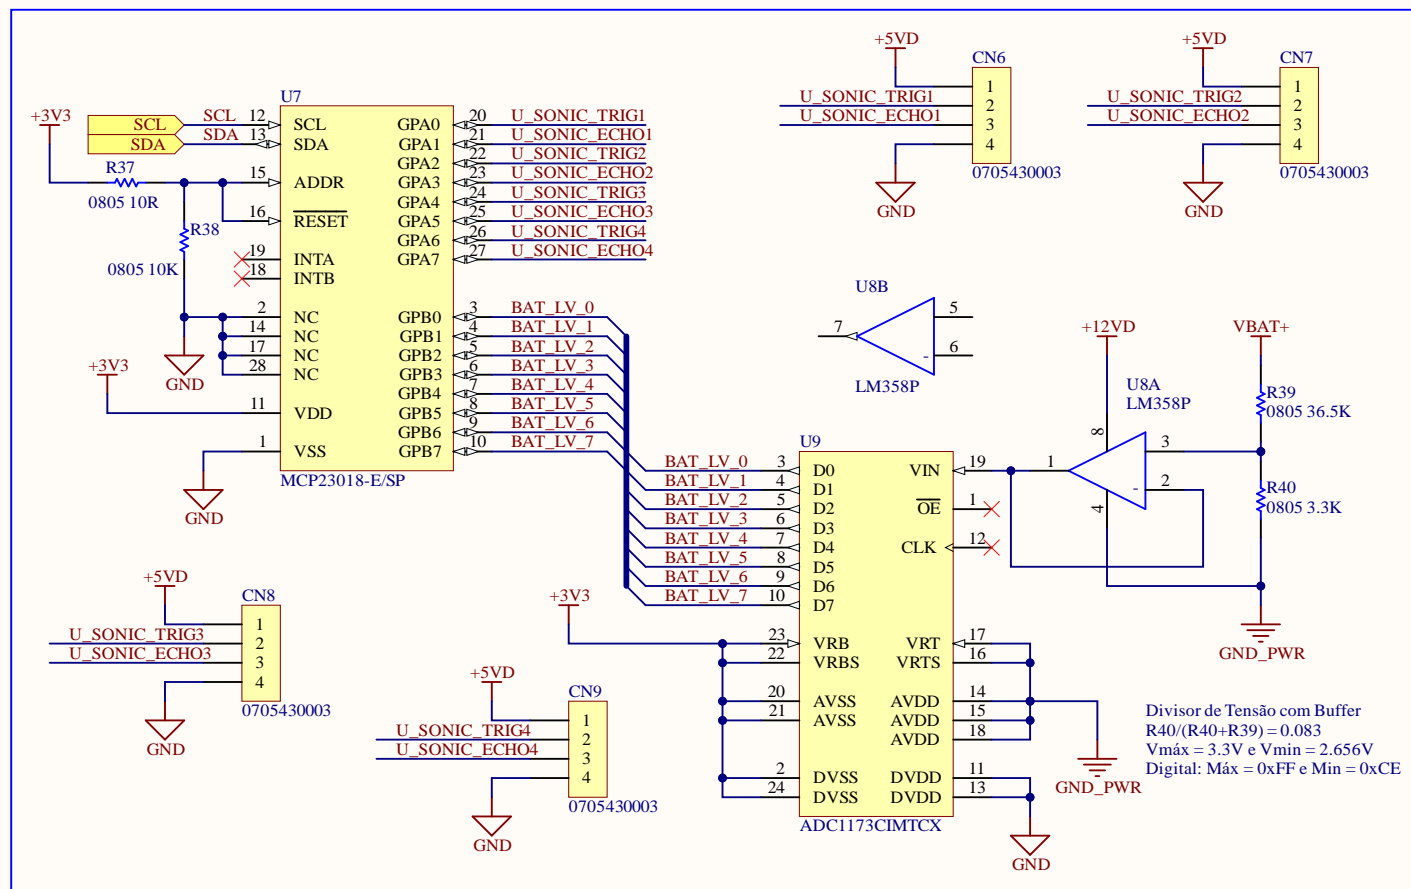 +5VD
CN6
1
U_SONIC_TRIG1 2
U_SONIC_ECHO1 3
4
0705430003
GND
+5VD
CN7
1
U_SONIC_TRIG2 2
U_SONIC_ECHO2 3
4
0705430003
GND
U7
+3V3
SCL SCL 12 SCL
SDA SDA 13 SDA
R37
0805 10R
15 ADDR
16 RESET
R38
0805 10K
19 INTA
18 INTB
2 NC
14 NC
17 NC
28 NC
GND
+3V3
11 VDD
1 VSS
GND
GPA0 20 U_SONIC_TRIG1
GPA1 21 U_SONIC_ECHO1
GPA2 22 U_SONIC_TRIG2
GPA3 23 U_SONIC_ECHO2
GPA4 24 U_SONIC_TRIG3
GPA5 25 U_SONIC_ECHO3
GPA6 26 U_SONIC_TRIG4
GPA7 27 U_SONIC_ECHO4
GPB0 3 BAT_LV_0
GPB1 4 BAT_LV_1
GPB2 5 BAT_LV_2
GPB3 6 BAT_LV_3
GPB4 7 BAT_LV_4
GPB5 8 BAT_LV_5
GPB6 9 BAT_LV_6
GPB7 10 BAT_LV_7
MCP23018-E/SP
U8B
5
7
6
-
LM358P
+12VD
VBAT+
U8A
LM358P
R39
0805 36.5K
8
3
1
2
-
4
R40
0805 3.3K
GND_PWR
U9
BAT_LV_0 3 D0
BAT_LV_1 4 D1
BAT_LV_2 5 D2
BAT_LV_3 6 D3
BAT_LV_4 7 D4
BAT_LV_5 8 D5
BAT_LV_6 9 D6
BAT_LV_7 10 D7
VIN 19
OE 1
CLK 12
+3V3
23 VRB
22 VRBS
20 AVSS
21 AVSS
2 DVSS
24 DVSS
VRT 17
VRTS 16
AVDD 14
AVDD 15
AVDD 18
DVDD 11
DVDD 13
ADC1173CIMTCX
GND_PWR
GND
+5VD
CN8
1
U_SONIC_TRIG3 2
U_SONIC_ECHO3 3
4
0705430003
GND
+5VD
CN9
1
U_SONIC_TRIG4 2
U_SONIC_ECHO4 3
4
0705430003
GND
Divisor de Tensão com Buffer
R40/(R40+R39) = 0.083
Vmáx = 3.3V e Vmin = 2.656V
Digital: Máx = 0xFF e Min = 0xCE